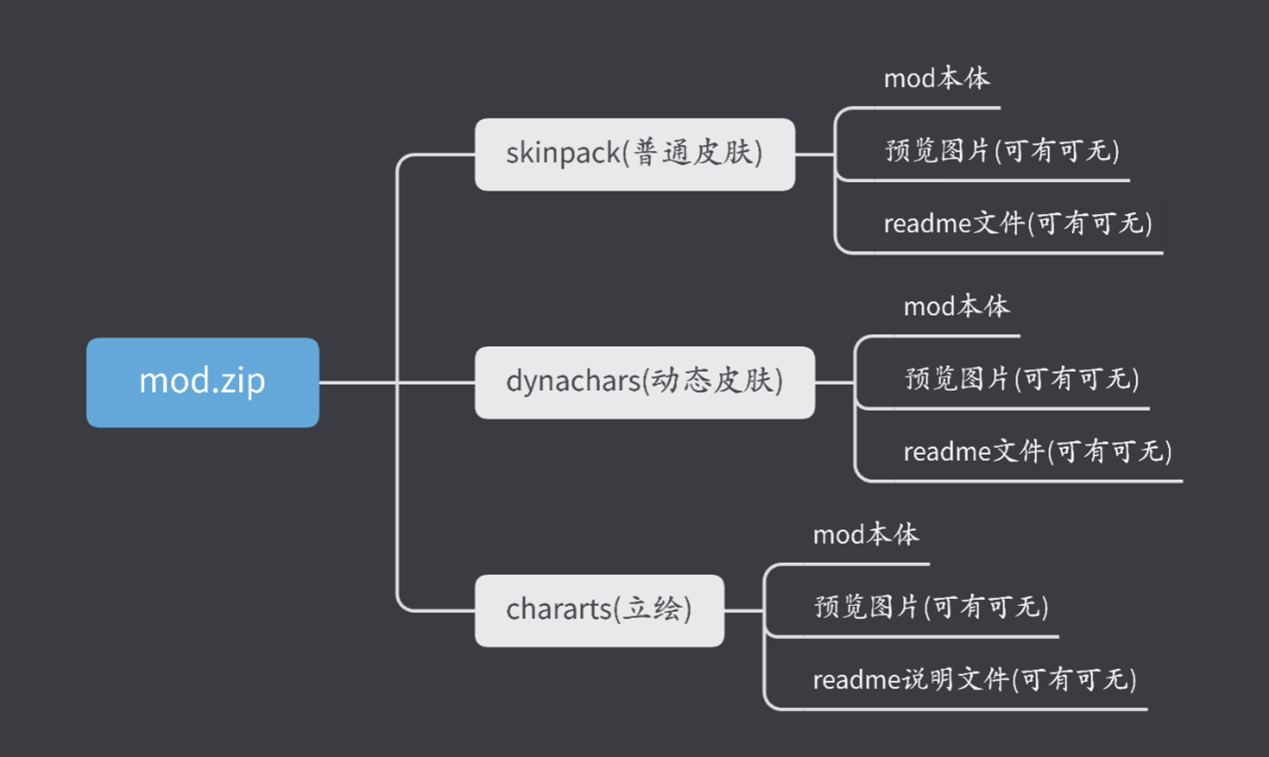 mod.zip
skinpack(普通皮肤)
mod本体
预览图片(可有可无)
readme文件(可有可无)
dynachars(动态皮肤)
mod本体
预览图片(可有可无)
readme文件(可有可无)
chararts(立绘)
mod本体
预览图片(可有可无)
readme说明文件(可有可无)